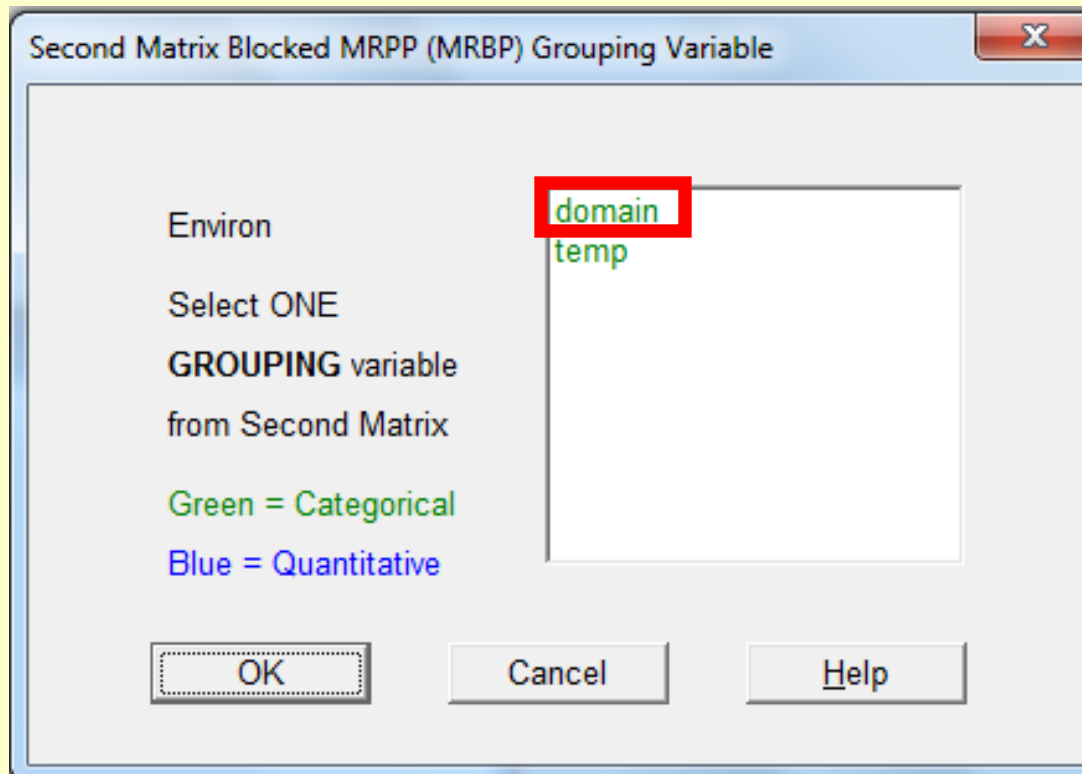 Second Matrix Blocked MRPP (MRBP) Grouping Variable
X
Environ
Select ONE
GROUPING variable
from Second Matrix
Green = Categorical
Blue = Quantitative
domain
temp
OK
Cancel
Help